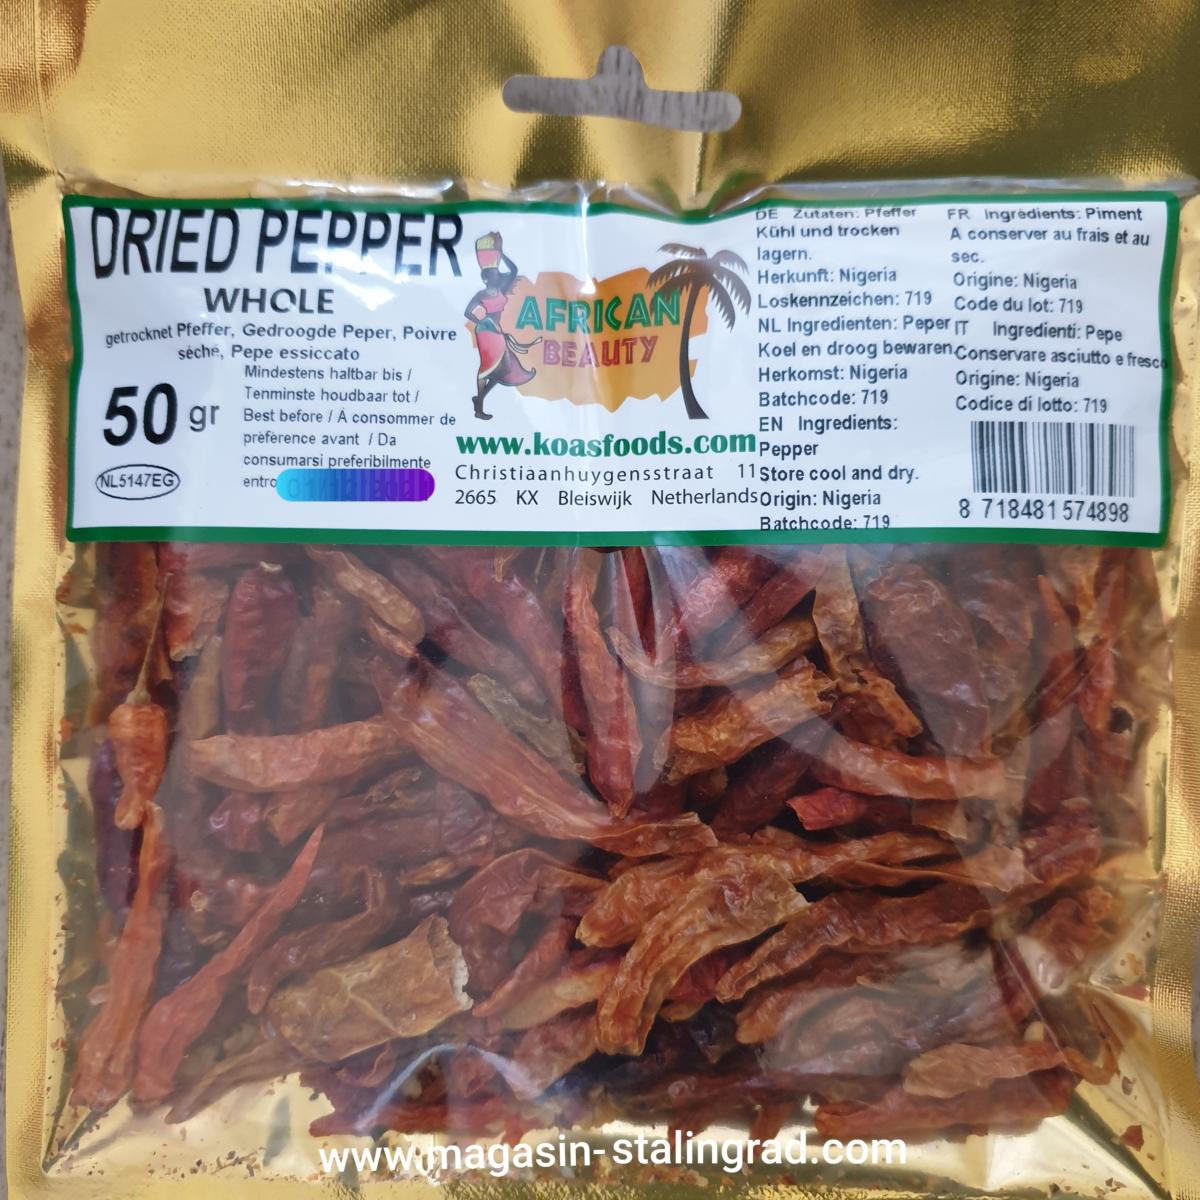 DRIED PEPPER
WHOLE
getrocknet Pfeffer, Gedroogde Peper, Poivre
séché, Pepe essiccato
50 gr
NL5147EG
Mindestens haltbar bis /
Tenminste houdbaar tot /
Best before / À consommer de
préférence avant / Da
consumarsi preferibilmente
entro
AFRICAN
BEAUTY
www.koasfoods.com
Christiaanhuygensstraat 11
2665 KX Bleiswijk Netherlands
DE Zutaten: Pfeffer
Kühl und trocken
lagern.
Herkunft: Nigeria
Loskennzeichen: 719
NL Ingredienten: Peper
Koel en droog bewaren.
Herkomst: Nigeria
Batchcode: 719
EN Ingredients:
Pepper
Store cool and dry.
Origin: Nigeria
Batchcode: 719
FR Ingrédients: Piment
A conserver au frais et au
sec.
Origine: Nigeria
Code du lot: 719
IT Ingredienti: Pepe
Conservare asciutto e fresco
Origine: Nigeria
Codice di lotto: 719
8 718481 574898
www.magasin-stalingrad.com